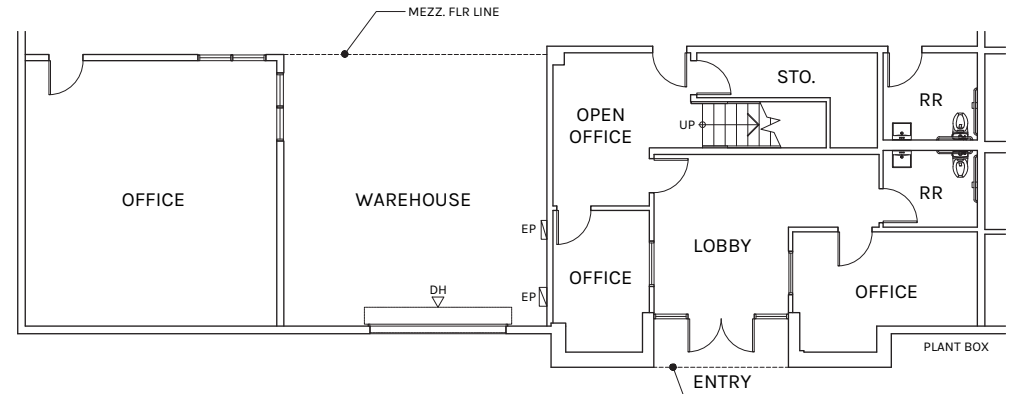 MEZZ. FLR LINE
STO.
RR
OPEN
OFFICE
UP
OFFICE
WAREHOUSE
RR
EP
LOBBY
OFFICE
DH
EP
OFFICE
PLANT BOX
ENTRY